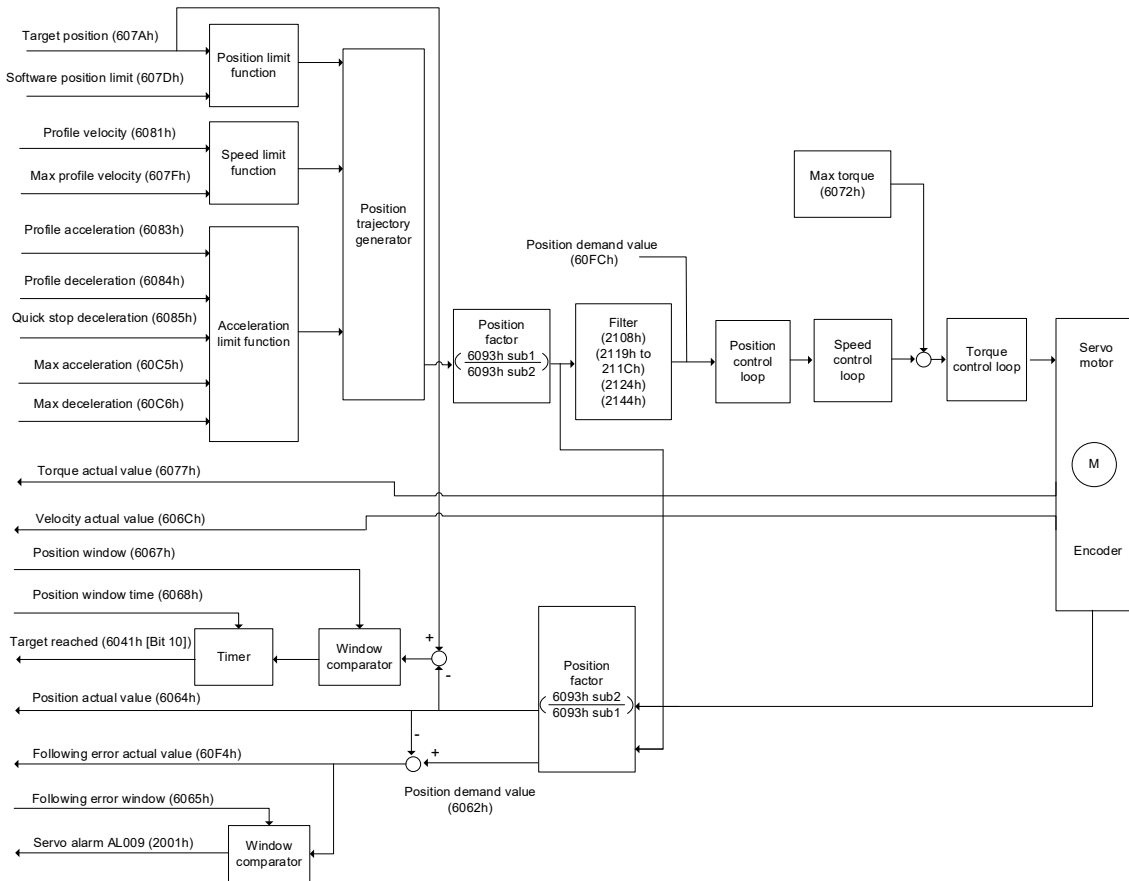 Target position (607Ah)
Software position limit (607Dh)
Position limit
function
Profile velocity (6081h)
Max profile velocity (607Fh)
Speed limit
function
Profile acceleration (6083h)
Profile deceleration (6084h)
Quick stop deceleration (6085h)
Max acceleration (60C5h)
Max deceleration (60C6h)
Acceleration
limit function
Position
trajectory
generator
Position
factor
( 6093h sub1
6093h sub2 )
Position demand value
(60FCh)
Filter
(2108h)
(2119h to
211Ch)
(2124h)
(2144h)
Position
control
loop
Speed
control
loop
Max torque
(6072h)
Torque
control loop
Servo
motor
M
Encoder
Torque actual value (6077h)
Velocity actual value (606Ch)
Position window (6067h)
Position window time (6068h)
Target reached (6041h [Bit 10])
Timer
Window
comparator
+
-
Position actual value (6064h)
Position
factor
( 6093h sub2
6093h sub1 )
-
+
Following error actual value (60F4h)
Position demand value
(6062h)
Following error window (6065h)
Servo alarm AL009 (2001h)
Window
comparator